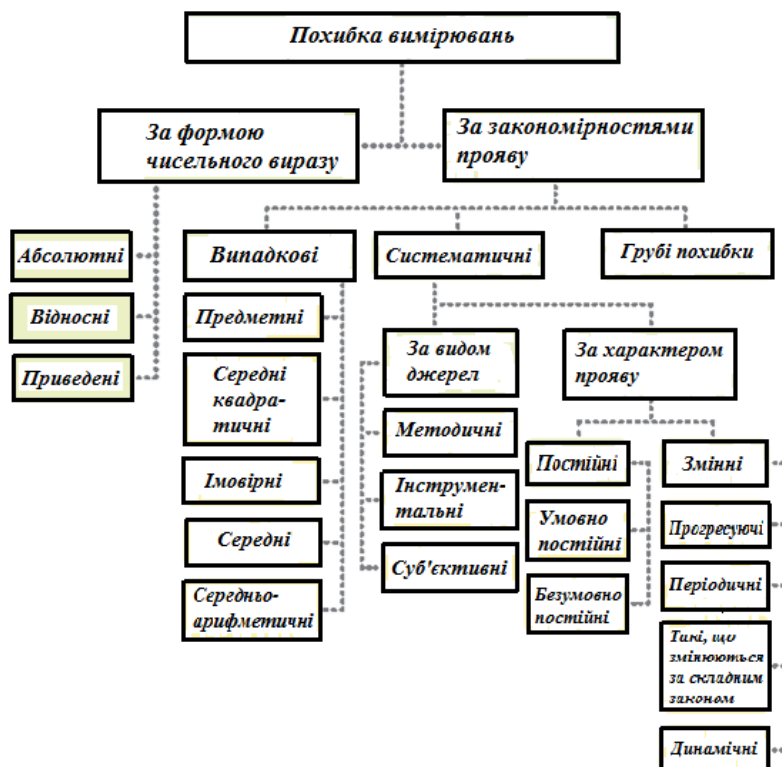 Похибка вимірювань
За формою
чисельного виразу
За закономірностями
прояву
Абсолютні
Відносні
Приведені
Випадкові
Предметні
Середні
квадра-
тичні
Імовірні
Середні
Середньо-
арифметичні
Систематичні
За видом
джерел
Методичні
Інструмен-
тальні
Суб'єктивні
За характером
прояву
Постійні
Умовно
постійні
Безумовно
постійні
Змінні
Прогресуючі
Періодичні
Такі, що
змінюються
за складним
законом
Динамічні
Грубі похибки